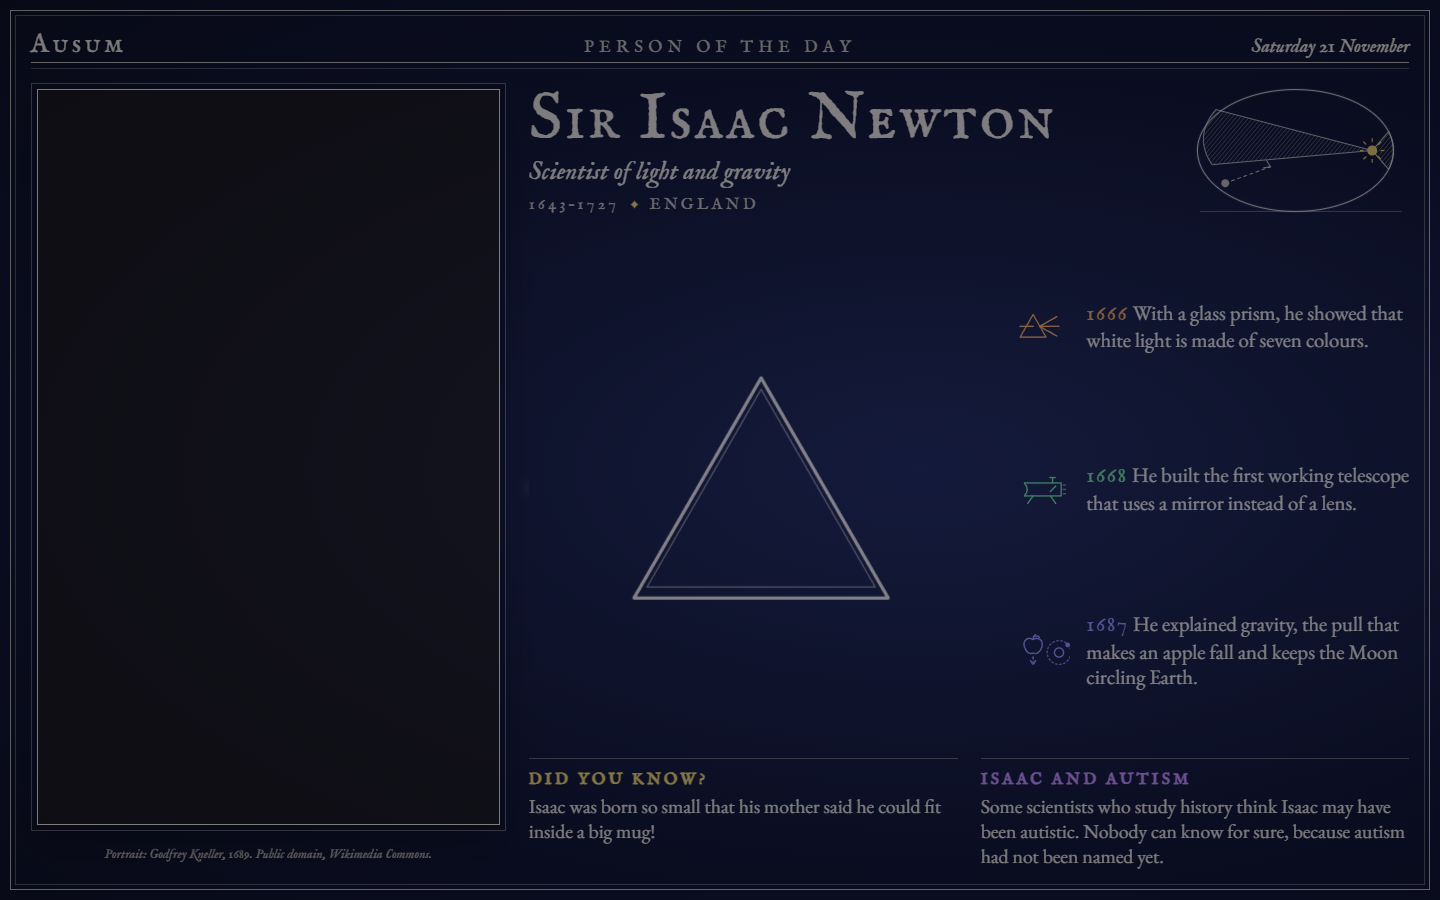 Ausum
PERSON OF THE DAY
Saturday 21 November
Sir Isaac Newton
Scientist of light and gravity
1643–1727 ✦ ENGLAND
1666 With a glass prism, he showed that
white light is made of seven colours.
1668 He built the first working telescope
that uses a mirror instead of a lens.
1687 He explained gravity, the pull that
makes an apple fall and keeps the Moon
circling Earth.
DID YOU KNOW?
Isaac was born so small that his mother said he could fit
inside a big mug!
ISAAC AND AUTISM
Some scientists who study history think Isaac may have
been autistic. Nobody can know for sure, because autism
had not been named yet.
Portrait: Godfrey Kneller, 1689. Public domain, Wikimedia Commons.